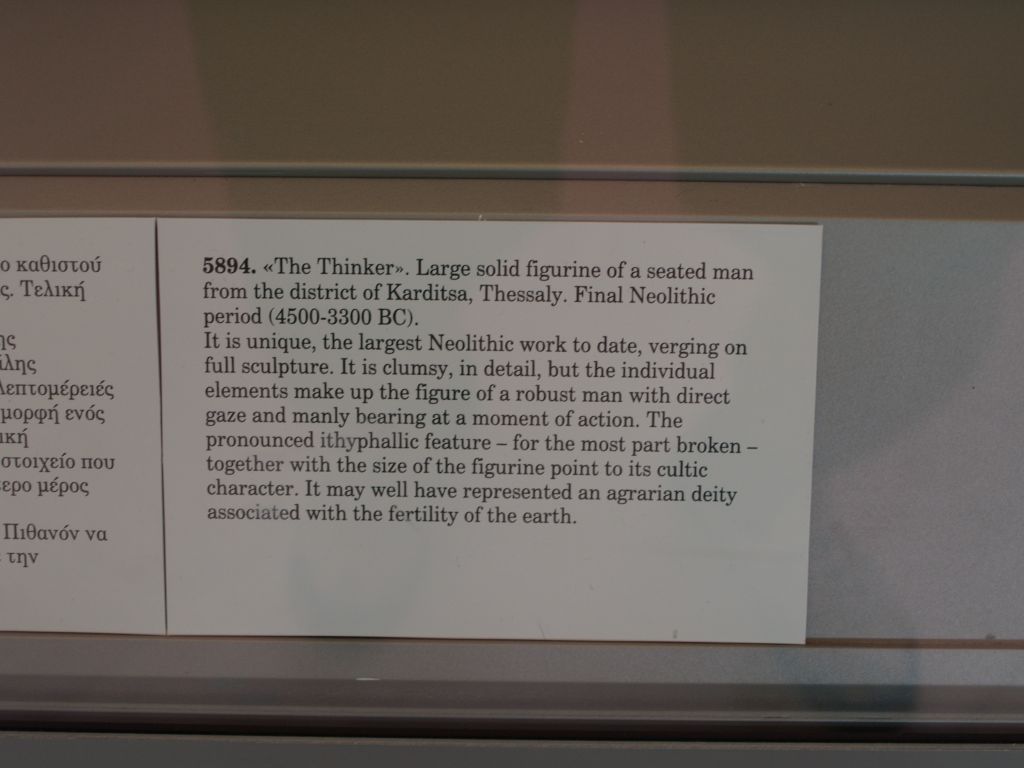 ο καθιστού
ς. Τελική
ης
ίλης
λεπτομέρειές
μορφή ενός
ική
στοιχείο που
ερο μέρος
Πιθανόν να
την
5894. «The Thinker». Large solid figurine of a seated man
from the district of Karditsa, Thessaly. Final Neolithic
period (4500-3300 BC).
It is unique, the largest Neolithic work to date, verging on
full sculpture. It is clumsy, in detail, but the individual
elements make up the figure of a robust man with direct
gaze and manly bearing at a moment of action. The
pronounced ithyphallic feature – for the most part broken –
together with the size of the figurine point to its cultic
character. It may well have represented an agrarian deity
associated with the fertility of the earth.